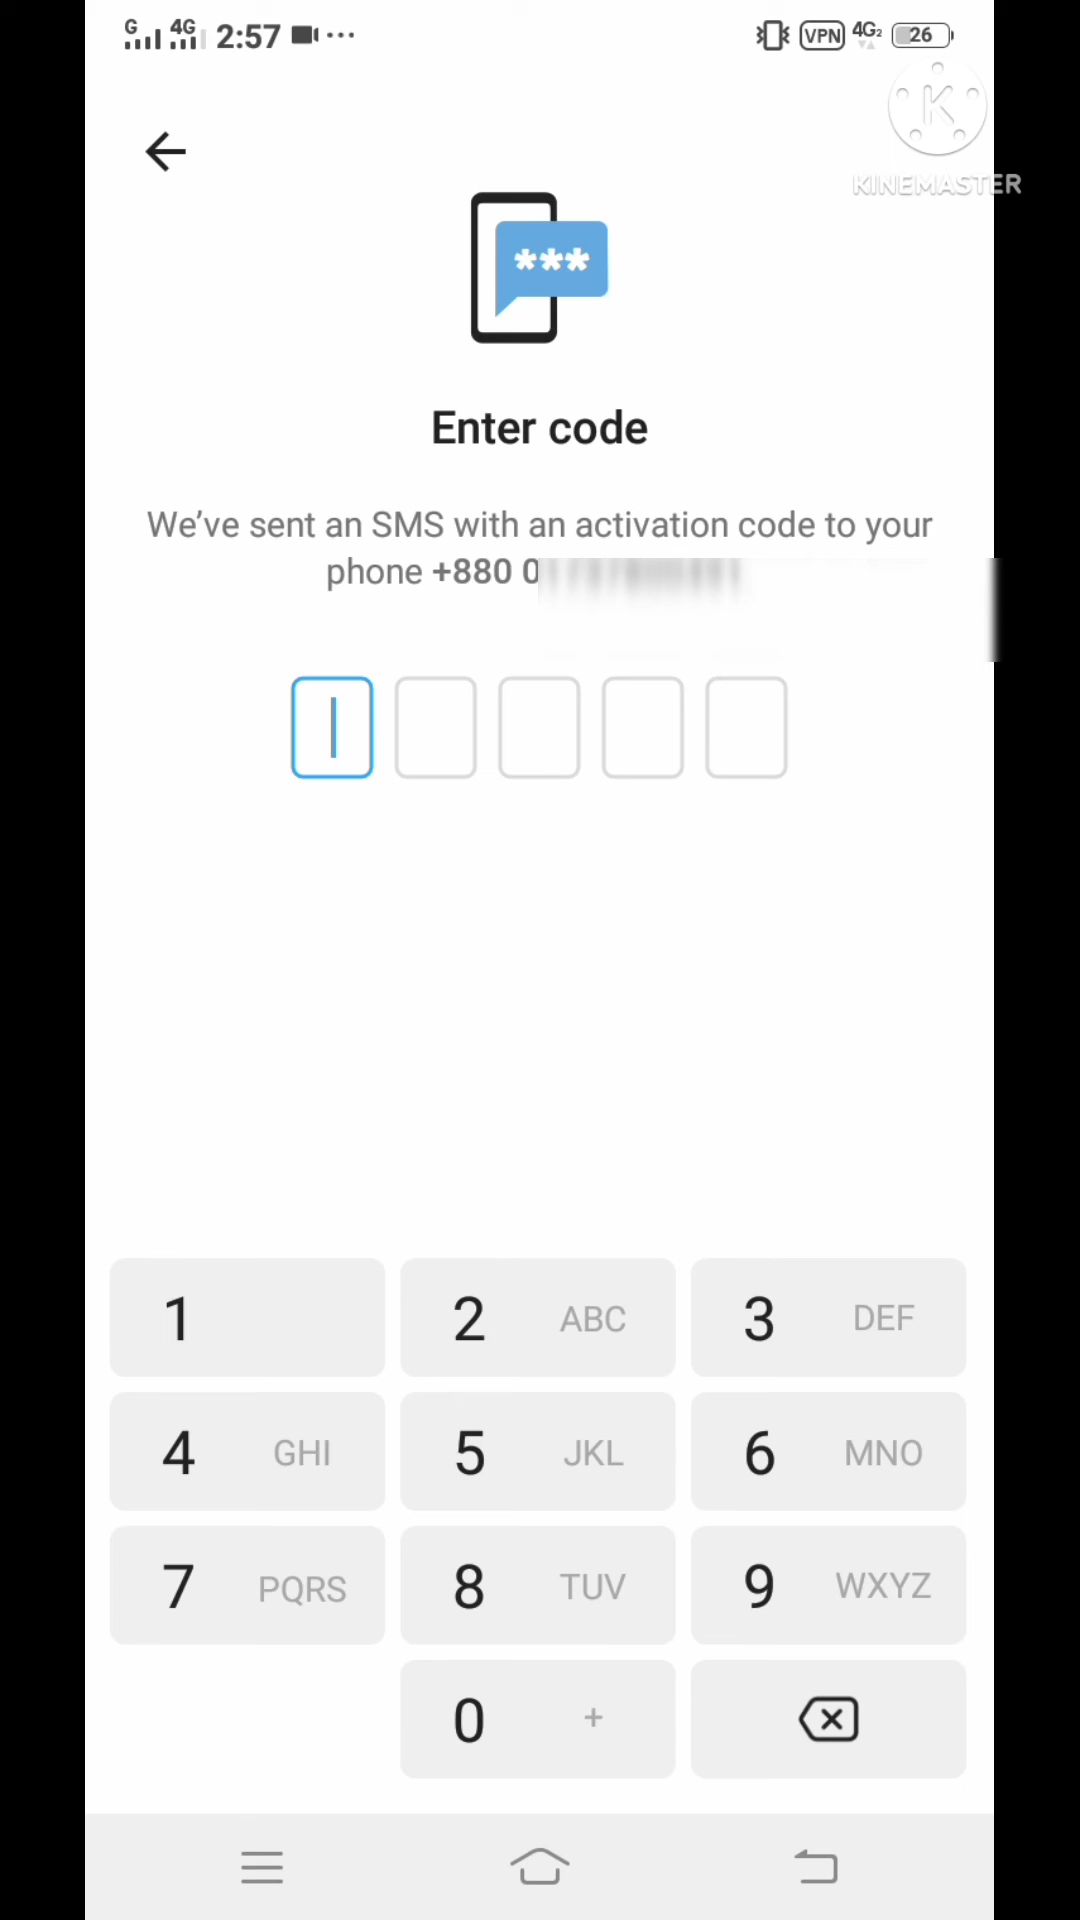 G 4G 2:57 VPN 4G2 26
K
KINEMASTER
***
Enter code
We’ve sent an SMS with an activation code to your
phone +880 0
1
2 ABC
3 DEF
4 GHI
5 JKL
6 MNO
7 PQRS
8 TUV
9 WXYZ
0 +